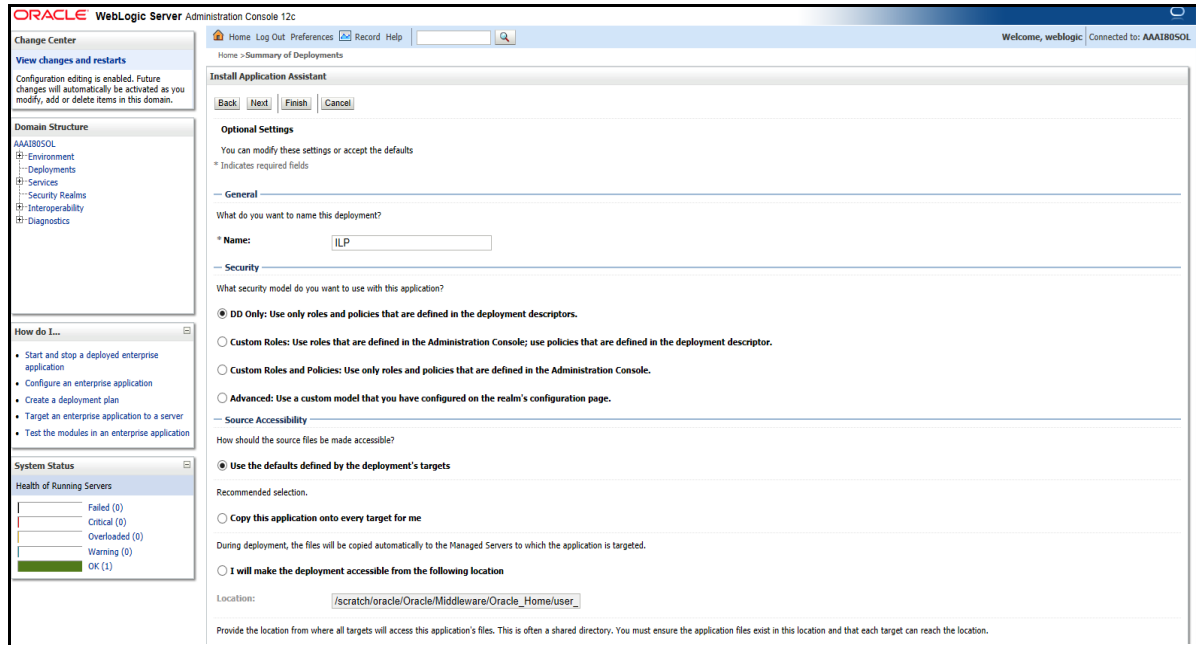 ORACLE WebLogic Server Administration Console 12c
Change Center
View changes and restarts
Configuration editing is enabled. Future
changes will automatically be activated as you
modify, add or delete items in this domain.
Domain Structure
AAAI80SOL
Environment
Deployments
Services
Security Realms
Interoperability
Diagnostics
How do I...
Start and stop a deployed enterprise
application
Configure an enterprise application
Create a deployment plan
Target an enterprise application to a server
Test the modules in an enterprise application
System Status
Health of Running Servers
Failed (0)
Critical (0)
Overloaded (0)
Warning (0)
OK (1)
Home Log Out Preferences Record Help
Welcome, weblogic Connected to: AAAI80SOL
Home >Summary of Deployments
Install Application Assistant
Back Next Finish Cancel
Optional Settings
You can modify these settings or accept the defaults
* Indicates required fields
General
What do you want to name this deployment?
* Name: ILP
Security
What security model do you want to use with this application?
DD Only: Use only roles and policies that are defined in the deployment descriptors.
Custom Roles: Use roles that are defined in the Administration Console; use policies that are defined in the deployment descriptor.
Custom Roles and Policies: Use only roles and policies that are defined in the Administration Console.
Advanced: Use a custom model that you have configured on the realm's configuration page.
Source Accessibility
How should the source files be made accessible?
Use the defaults defined by the deployment's targets
Recommended selection.
Copy this application onto every target for me
During deployment, the files will be copied automatically to the Managed Servers to which the application is targeted.
I will make the deployment accessible from the following location
Location: /scratch/oracle/Oracle/Middleware/Oracle_Home/user_
Provide the location from where all targets will access this application's files. This is often a shared directory. You must ensure the application files exist in this location and that each target can reach the location.